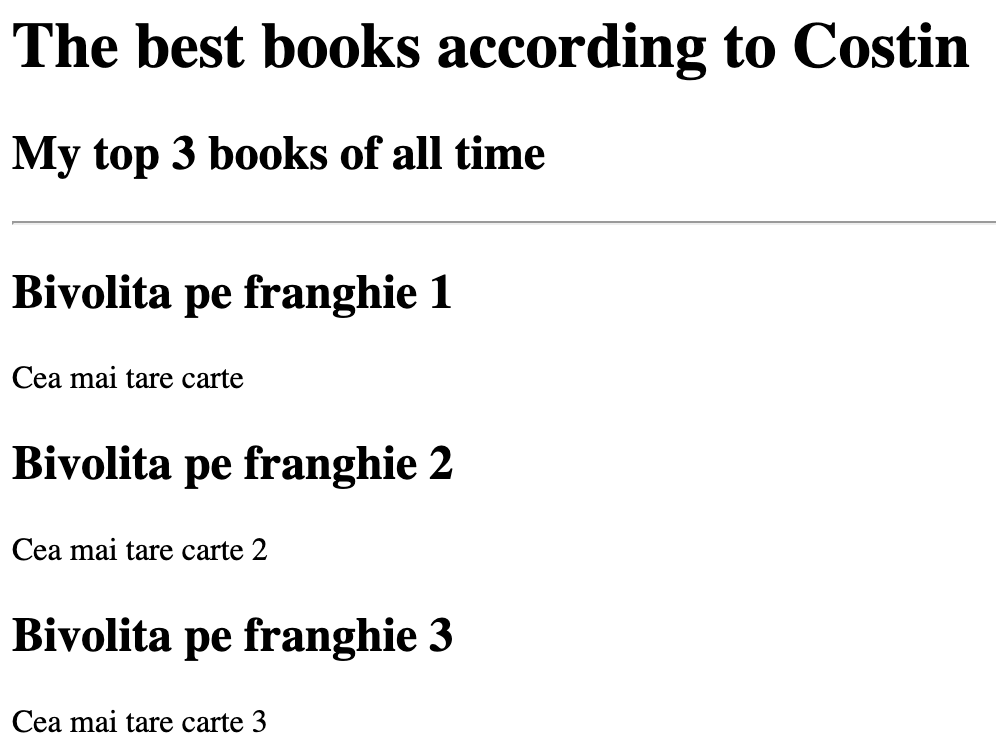 The best books according to Costin
My top 3 books of all time
Bivolita pe franghie 1
Cea mai tare carte
Bivolita pe franghie 2
Cea mai tare carte 2
Bivolita pe franghie 3
Cea mai tare carte 3